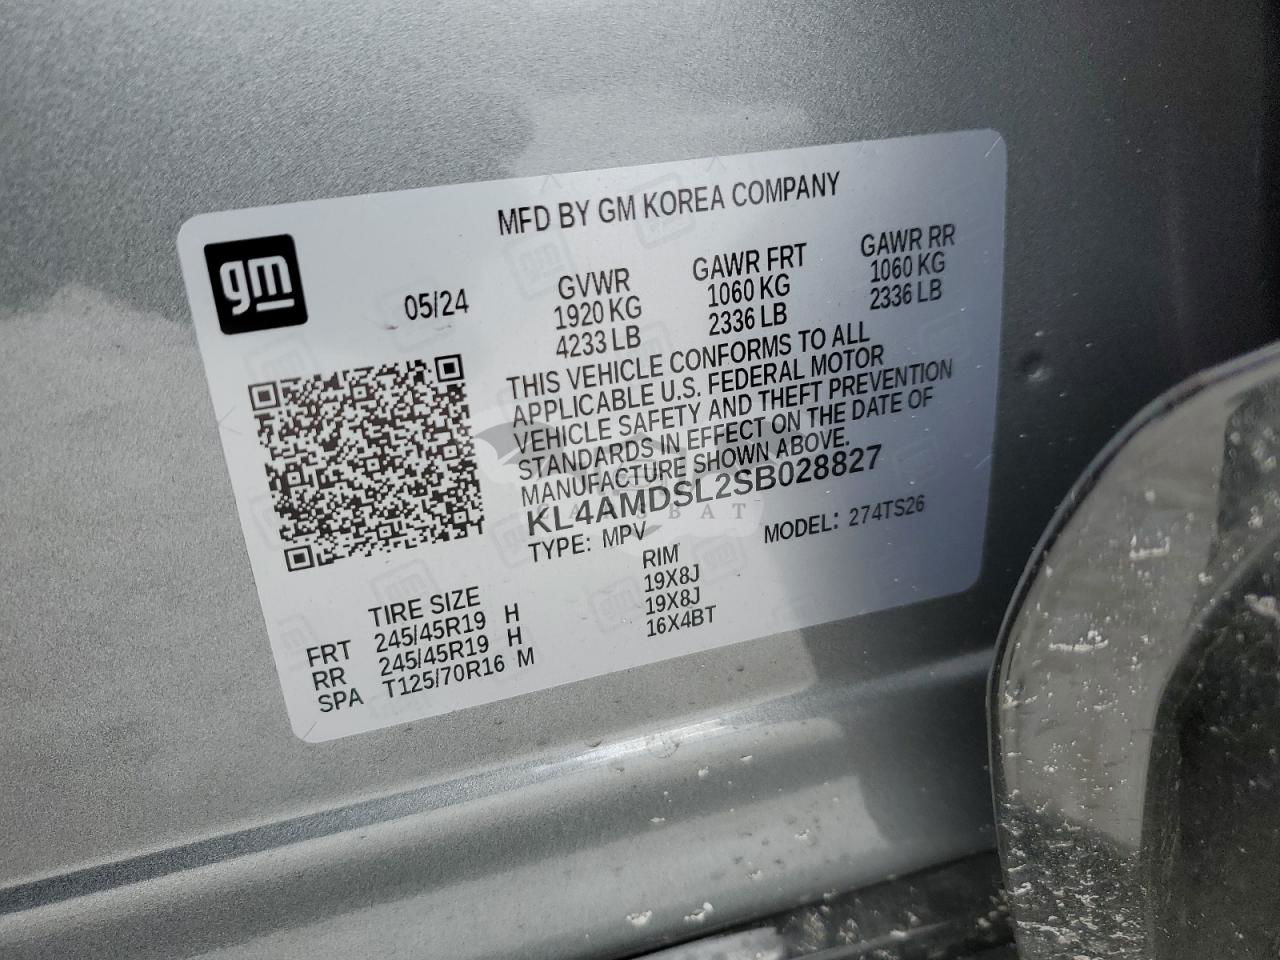 MFD BY GM KOREA COMPANY
gm
05/24
GVWR GAWR FRT GAWR RR
1920 KG 1060 KG 1060 KG
4233 LB 2336 LB 2336 LB
THIS VEHICLE CONFORMS TO ALL
APPLICABLE U.S. FEDERAL MOTOR
VEHICLE SAFETY AND THEFT PREVENTION
STANDARDS IN EFFECT ON THE DATE OF
MANUFACTURE SHOWN ABOVE.
KL4AMDSL2SB028827
TYPE: MPV MODEL: 274TS26
TIRE SIZE RIM
FRT 245/45R19 H 19X8J
RR 245/45R19 H 19X8J
SPA T125/70R16 M 16X4BT